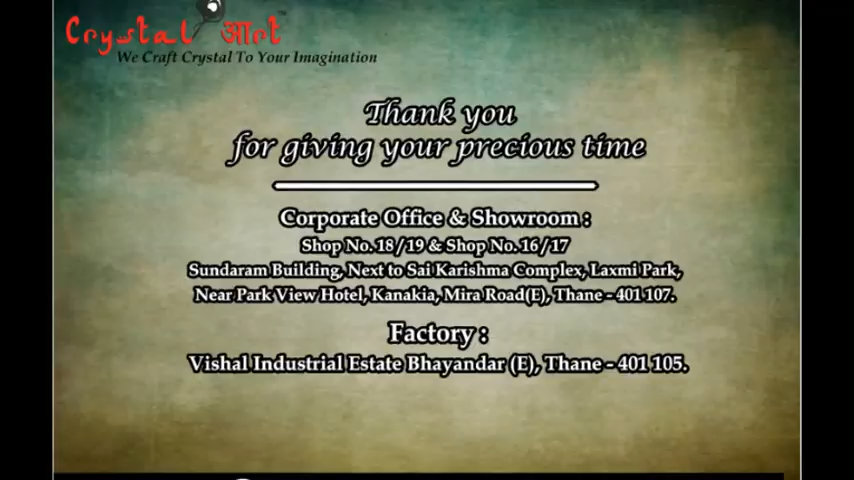 Crystal आर्ट
We Craft Crystal To Your Imagination
Thank you
for giving your precious time
Corporate Office & Showroom :
Shop No. 18/19 & Shop No. 16/17
Sundaram Building, Next to Sai Karishma Complex, Laxmi Park,
Near Park View Hotel, Kanakia, Mira Road(E), Thane - 401 107.
Factory :
Vishal Industrial Estate Bhayandar (E), Thane - 401 105.